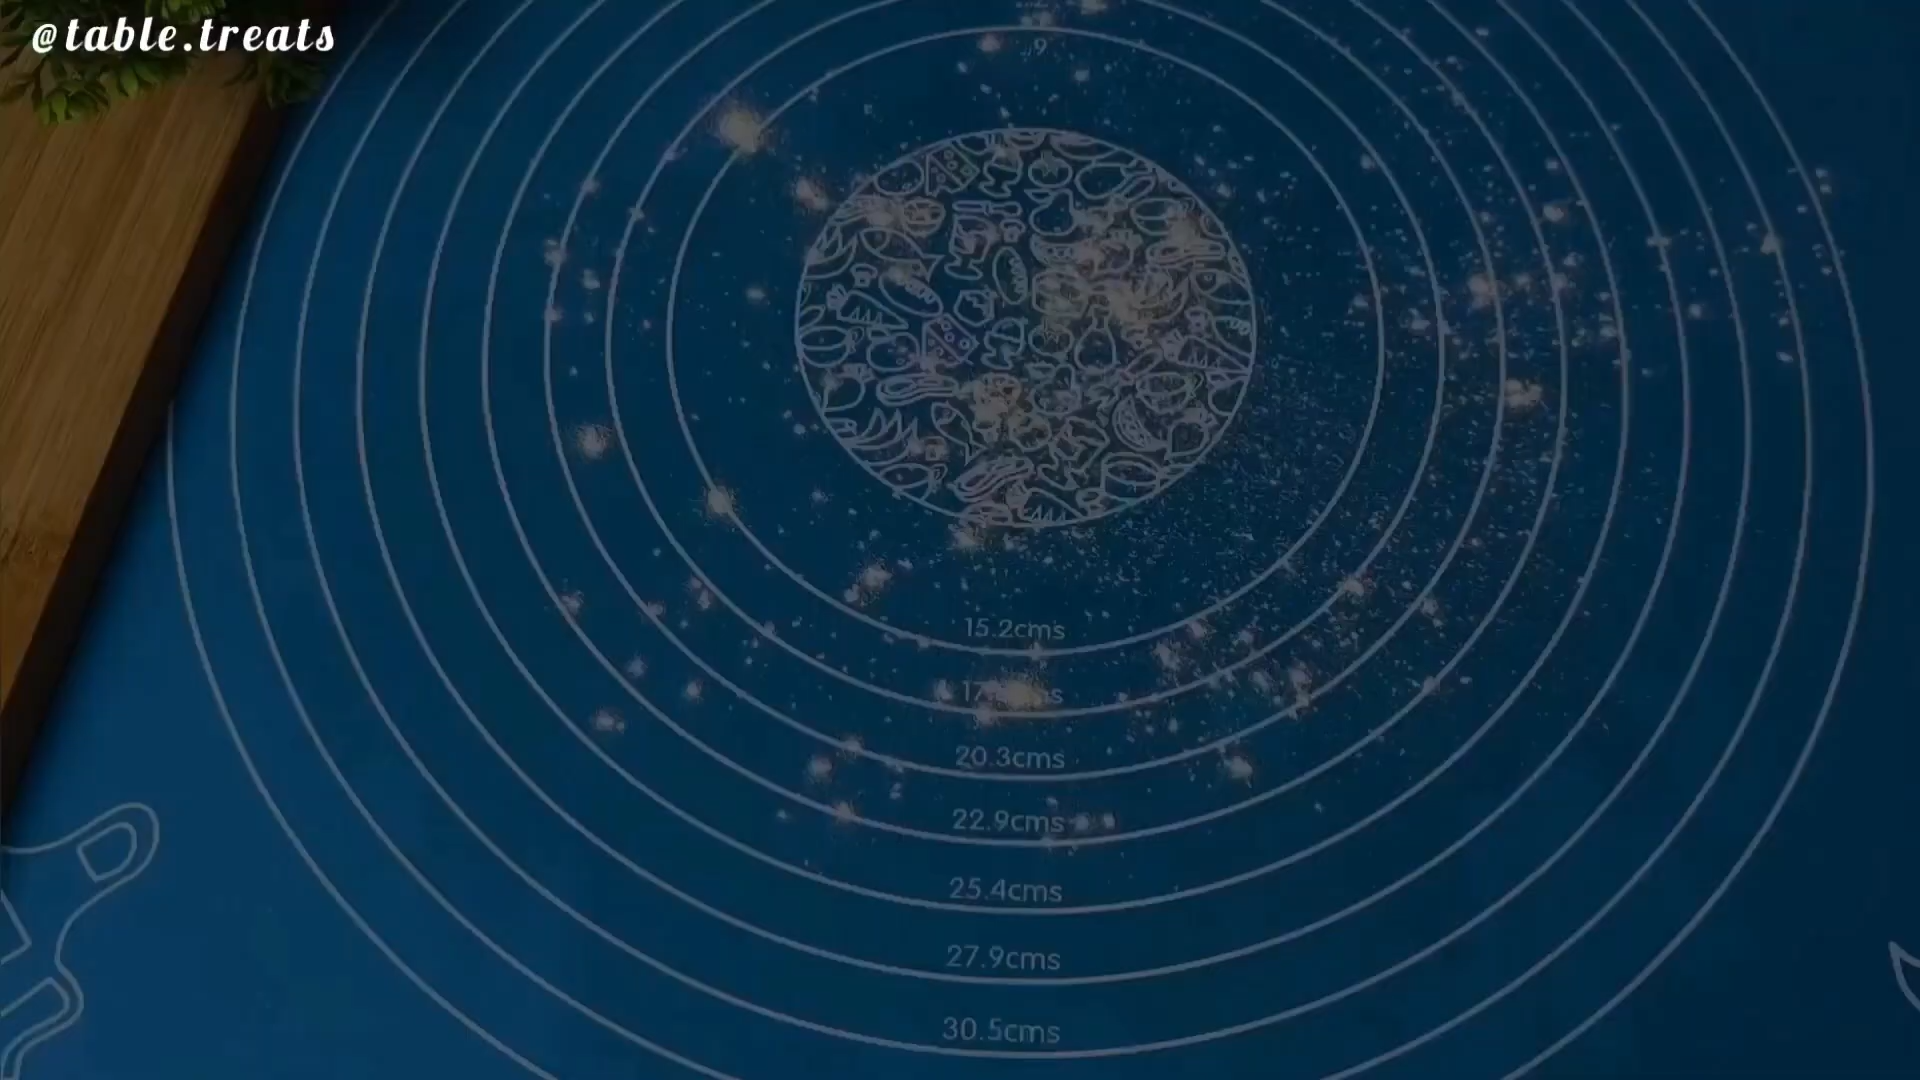 @table.treats
15.2cms
20.3cms
22.9cms
25.4cms
27.9cms
30.5cms